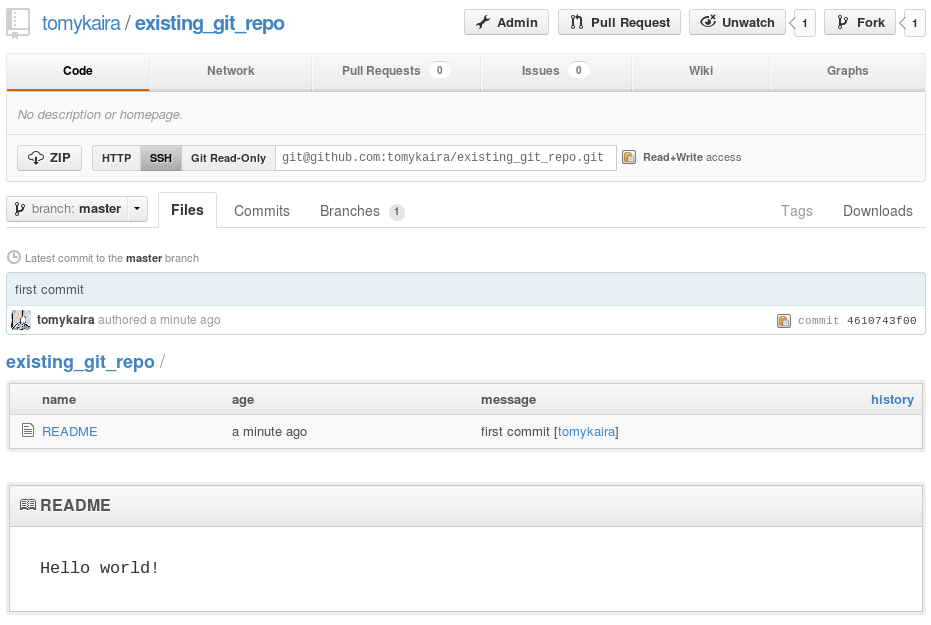 tomykaira / existing_git_repo Admin Pull Request Unwatch 1 Fork 1
Code Network Pull Requests 0 Issues 0 Wiki Graphs
No description or homepage.
ZIP HTTP SSH Git Read-Only git@github.com:tomykaira/existing_git_repo.git Read+Write access
branch: master Files Commits Branches 1 Tags Downloads
Latest commit to the master branch
first commit
tomykaira authored a minute ago commit 4610743f00
existing_git_repo /
name age message history
README a minute ago first commit [tomykaira]
README
Hello world!